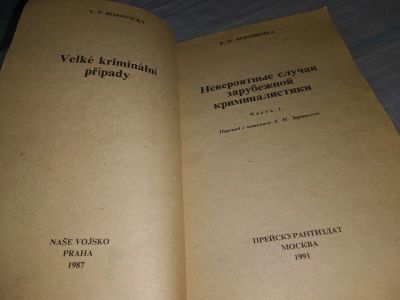 V. P. BOROVIČKA
Velké kriminální
případy
NAŠE VOJSKO
PRAHA
1987
В. П. БОРОВИЧКА
Невероятные случаи
зарубежной
криминалистики
Часть 1
Перевод с чешского А. П.
ПРЕЙСКУРАНТИЗДАТ
МОСКВА
1991